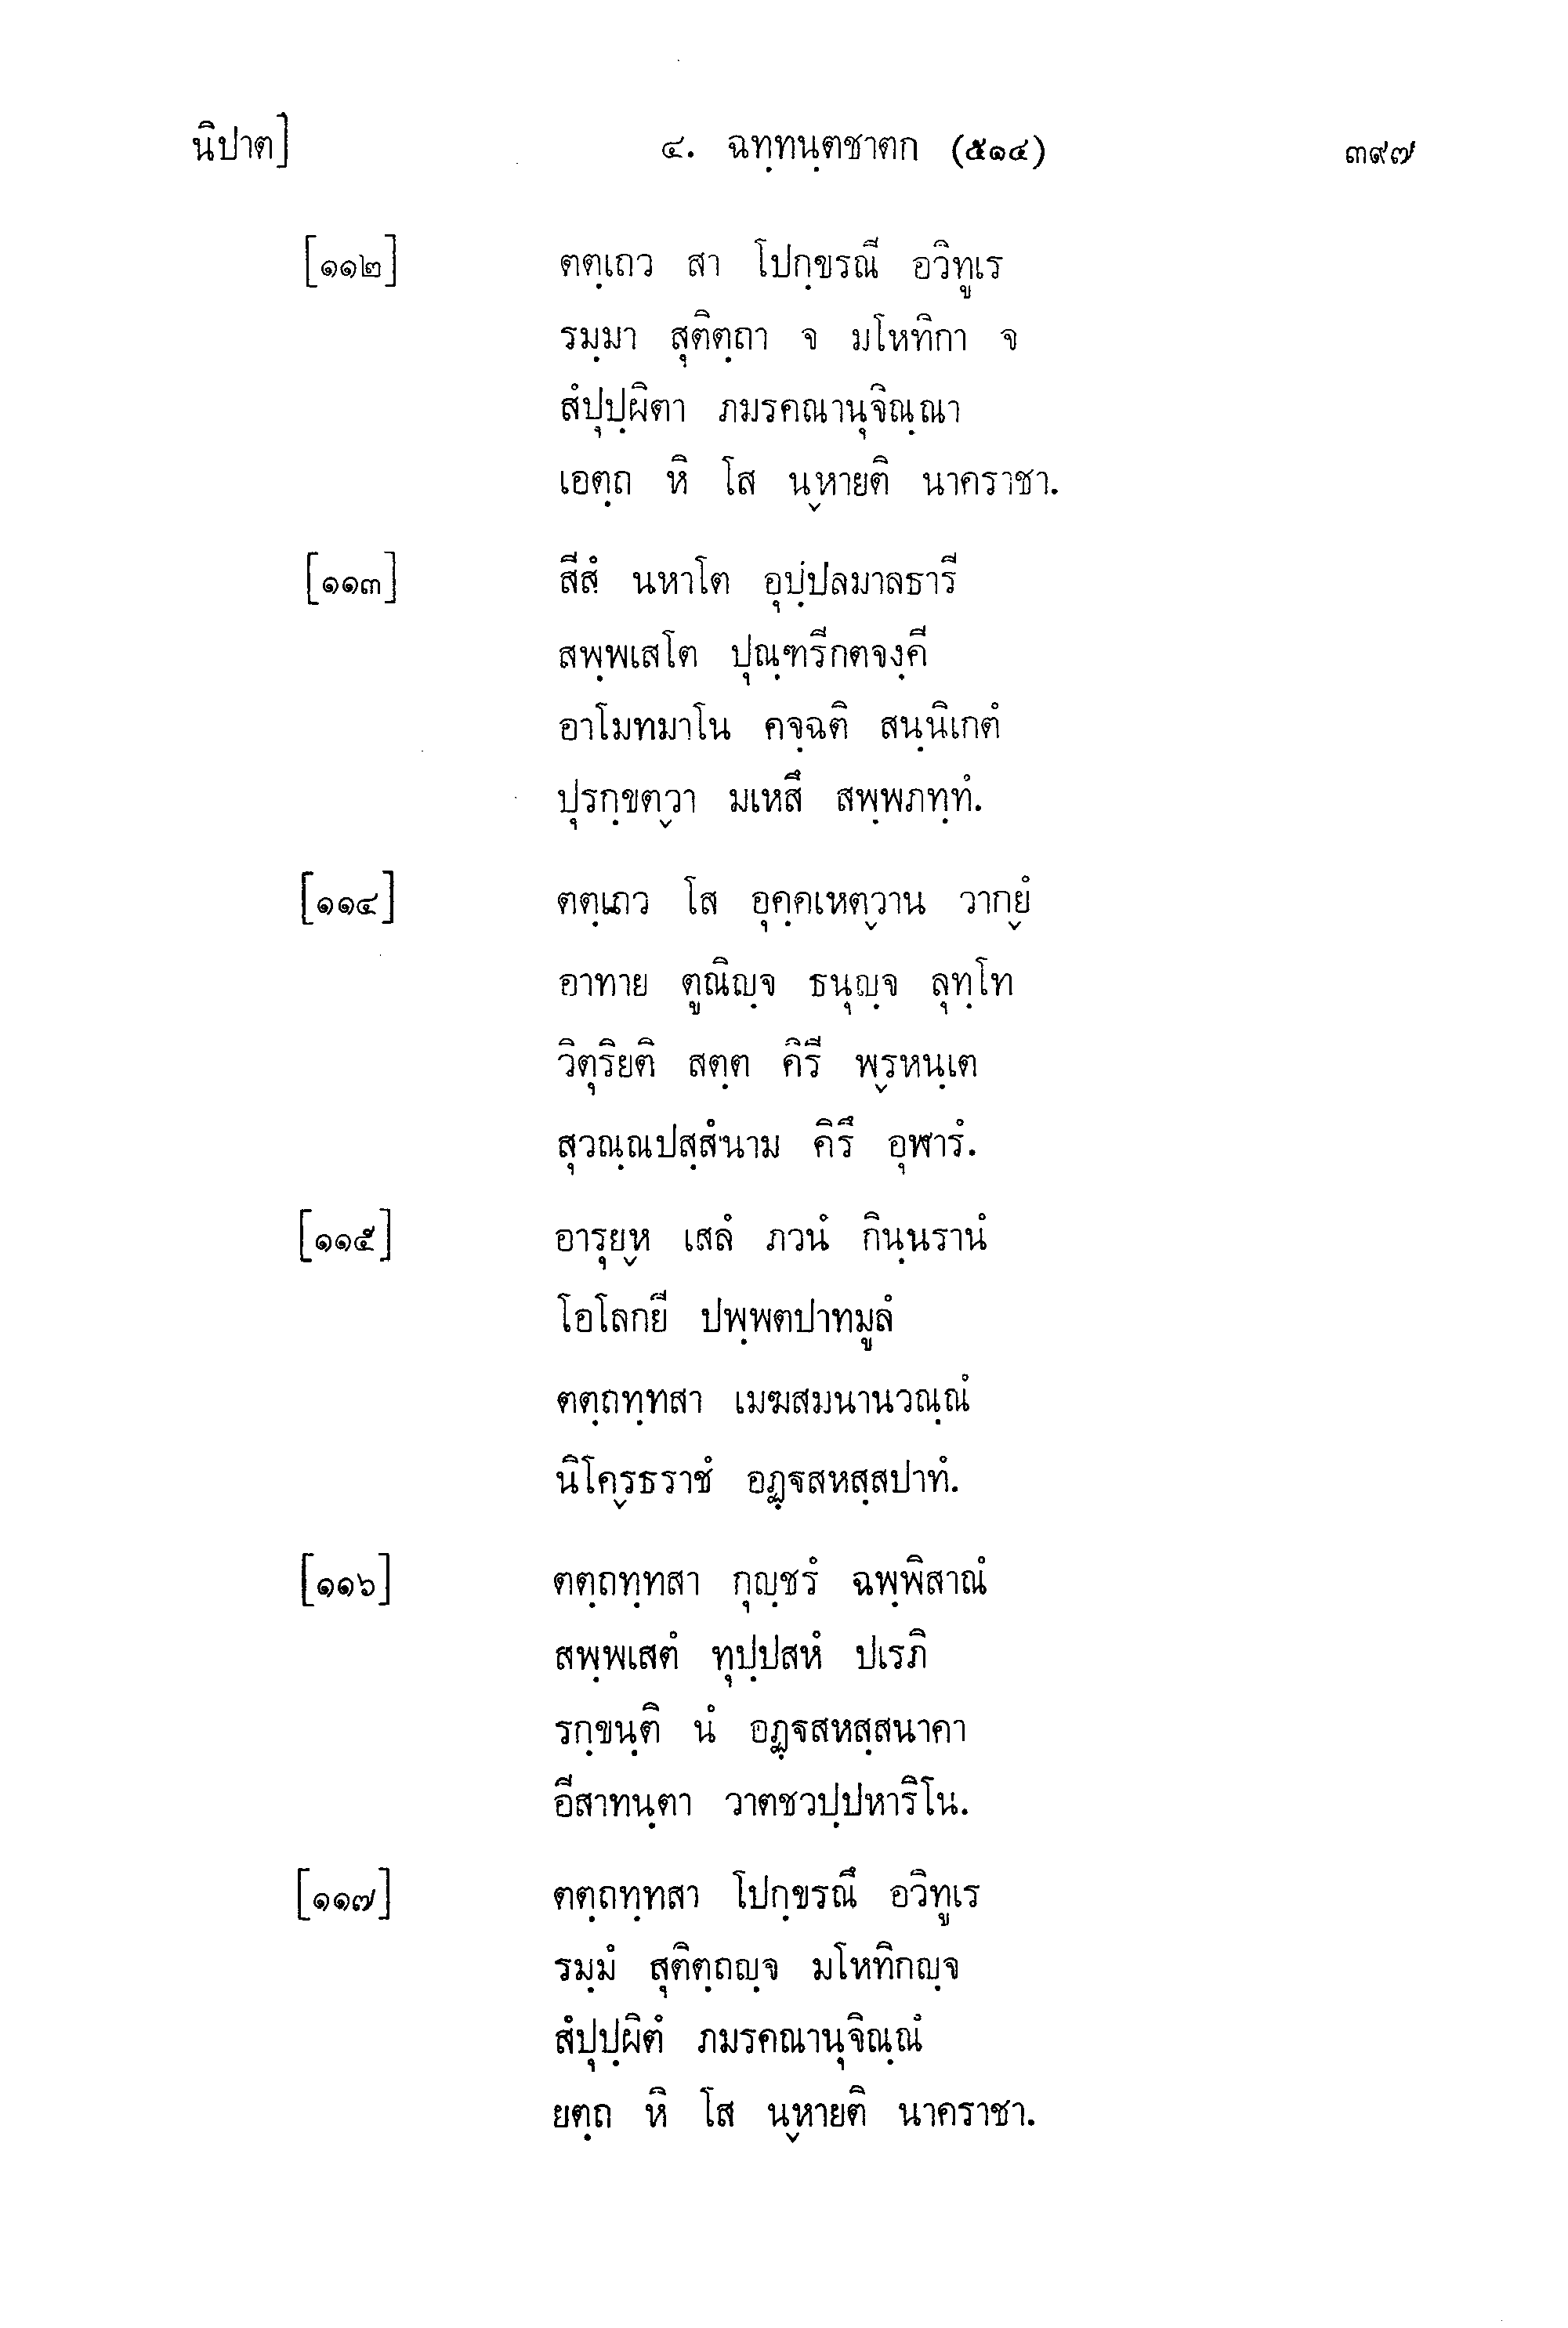 นิปาต] ๔. ฉทฺทนฺตชาตก (๕๑๔) ๓๙๗
[๑๑๒] ตตฺเถว สา โปกฺขรณี อวิทูเร
รมฺมา สุติตฺถา จ มโหทิกา จ
สํปุปฺผิตา ภมรคณานุจิณฺณา
เอตฺถ หิ โส น๎หายติ นาคราชา.
[๑๑๓] สีสํ นหาโต อุปฺปลมาลธารี
สพฺพเสโต ปุณฺฑรีกตจงฺคี
อาโมทมาโน คจฺฉติ สนฺนิเกตํ
ปุรกฺขต๎วา มเหสึ สพฺพภทฺทํ.
[๑๑๔] ตตฺเถว โส อุคฺคเหต๎วาน วาก๎ยํ
อาทาย ตูณิญฺจ ธนุญฺจ ลุทฺโท
วิตุริยติ สตฺต คิรี พ๎รหนฺเต
สุวณฺณปสฺสํนาม คิรึ อุฬารํ.
[๑๑๕] อารุย๎ห เสลํ ภวนํ กินฺนรานํ
โอโลกยี ปพฺพตปาทมูลํ
ตตฺถทฺทสา เมฆสมนานวณฺณํ
นิโค๎รธราชํ อฏฺฐสหสฺสปาทํ.
[๑๑๖] ตตฺถทฺทสา กุญฺชรํ ฉพฺพิสาณํ
สพฺพเสตํ ทุปฺปสหํ ปเรภิ
รกฺขนฺติ นํ อฏฺฐสหสฺสนาคา
อีสาทนฺตา วาตชวปฺปหาริโน.
[๑๑๗] ตตฺถทฺทสา โปกฺขรณึ อวิทูเร
รมฺมํ สุติตฺถญฺจ มโหทิกญฺจ
สํปุปฺผิตํ ภมรคณานุจิณฺณํ
ยตฺถ หิ โส น๎หายติ นาคราชา.